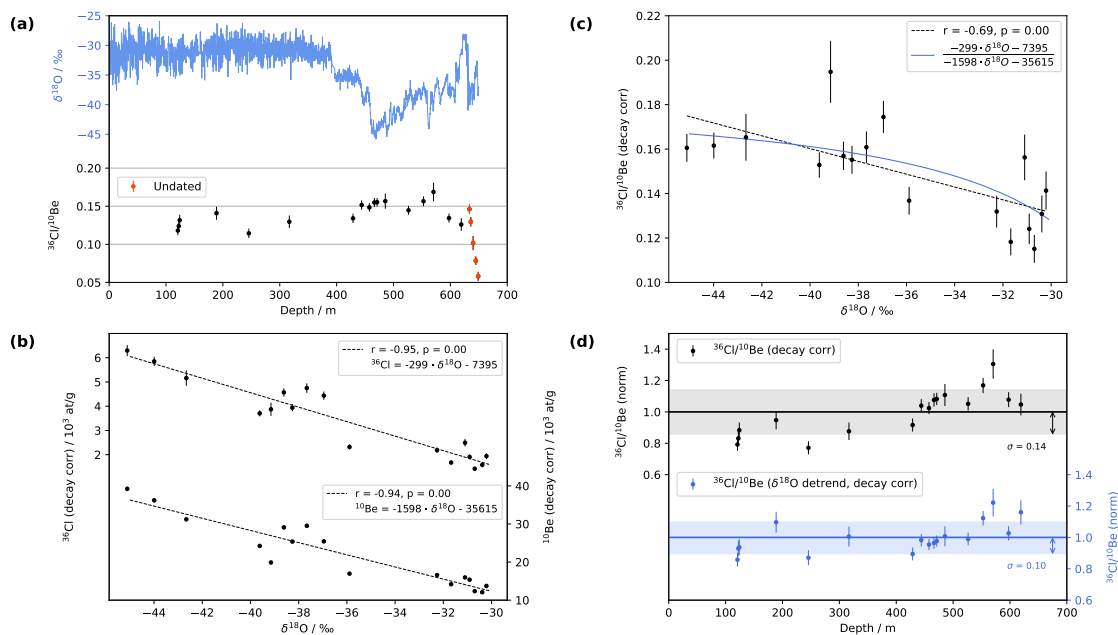 (a)
−25
−30
−35
−40
−45
δ¹⁸O / ‰
0.20
0.15
0.10
0.05
³⁶Cl/¹⁰Be
Undated
0 100 200 300 400 500 600 700
Depth / m
(b)
6
5
4
3
2
³⁶Cl (decay corr) / 10³ at/g
r = -0.95, p = 0.00
³⁶Cl = -299 · δ¹⁸O - 7395
r = -0.94, p = 0.00
¹⁰Be = -1598 · δ¹⁸O - 35615
40
30
20
10
¹⁰Be (decay corr) / 10³ at/g
−44 −42 −40 −38 −36 −34 −32 −30
δ¹⁸O / ‰
(c)
0.22
0.20
0.18
0.16
0.14
0.12
0.10
³⁶Cl/¹⁰Be (decay corr)
r = -0.69, p = 0.00
−299 · δ¹⁸O − 7395
−1598 · δ¹⁸O − 35615
−44 −42 −40 −38 −36 −34 −32 −30
δ¹⁸O / ‰
(d)
1.4
1.2
1.0
0.8
0.6
³⁶Cl/¹⁰Be (norm)
³⁶Cl/¹⁰Be (decay corr)
σ = 0.14
³⁶Cl/¹⁰Be (δ¹⁸O detrend, decay corr)
σ = 0.10
1.4
1.2
1.0
0.8
0.6
³⁶Cl/¹⁰Be (norm)
0 100 200 300 400 500 600 700
Depth / m